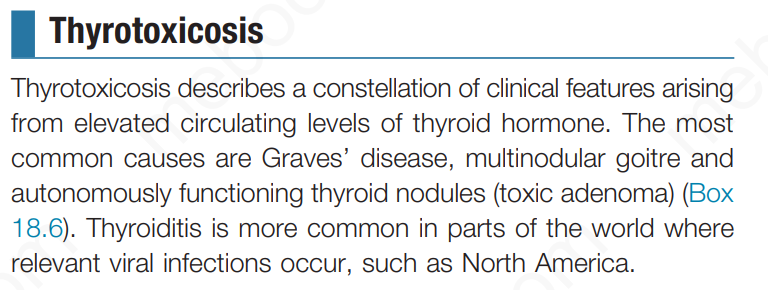 Thyrotoxicosis
Thyrotoxicosis describes a constellation of clinical features arising
from elevated circulating levels of thyroid hormone. The most
common causes are Graves’ disease, multinodular goitre and
autonomously functioning thyroid nodules (toxic adenoma) (Box
18.6). Thyroiditis is more common in parts of the world where
relevant viral infections occur, such as North America.